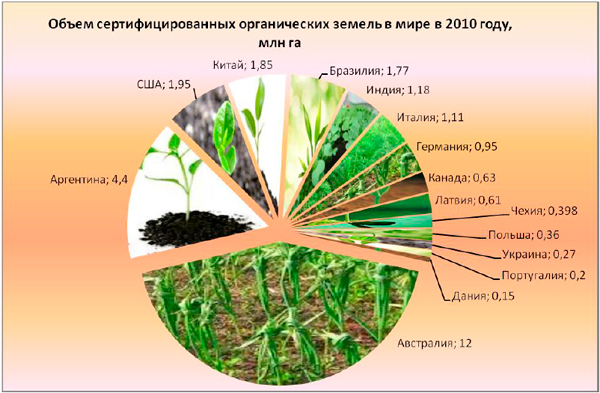 Объем сертифицированных органических земель в мире в 2010 году,
млн га
Китай; 1,85
Бразилия; 1,77
США; 1,95
Индия; 1,18
Италия; 1,11
Германия; 0,95
Аргентина; 4,4
Канада; 0,63
Латвия; 0,61
Чехия; 0,398
Польша; 0,36
Украина; 0,27
Португалия; 0,2
Дания; 0,15
Австралия; 12